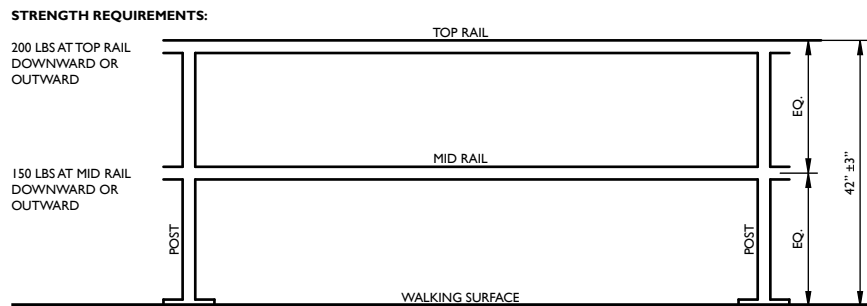 STRENGTH REQUIREMENTS:
200 LBS AT TOP RAIL
DOWNWARD OR
OUTWARD
TOP RAIL
EQ.
42" ±3"
150 LBS AT MID RAIL
DOWNWARD OR
OUTWARD
MID RAIL
POST
POST
EQ.
WALKING SURFACE